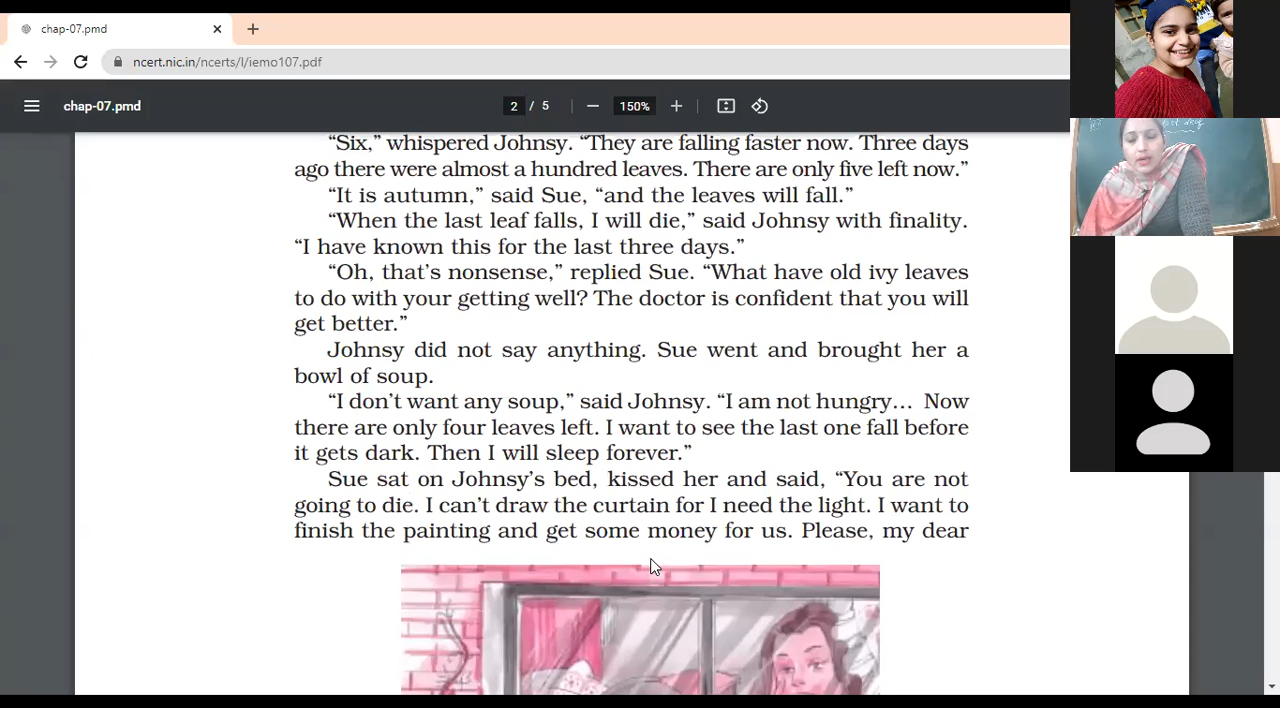 chap-07.pmd
ncert.nic.in/ncerts/l/iemo107.pdf
chap-07.pmd
2 / 5
150%
“Six,” whispered Johnsy. “They are falling faster now. Three days
ago there were almost a hundred leaves. There are only five left now.”
“It is autumn,” said Sue, “and the leaves will fall.”
“When the last leaf falls, I will die,” said Johnsy with finality.
“I have known this for the last three days.”
“Oh, that’s nonsense,” replied Sue. “What have old ivy leaves
to do with your getting well? The doctor is confident that you will
get better.”
Johnsy did not say anything. Sue went and brought her a
bowl of soup.
“I don’t want any soup,” said Johnsy. “I am not hungry… Now
there are only four leaves left. I want to see the last one fall before
it gets dark. Then I will sleep forever.”
Sue sat on Johnsy’s bed, kissed her and said, “You are not
going to die. I can’t draw the curtain for I need the light. I want to
finish the painting and get some money for us. Please, my dear